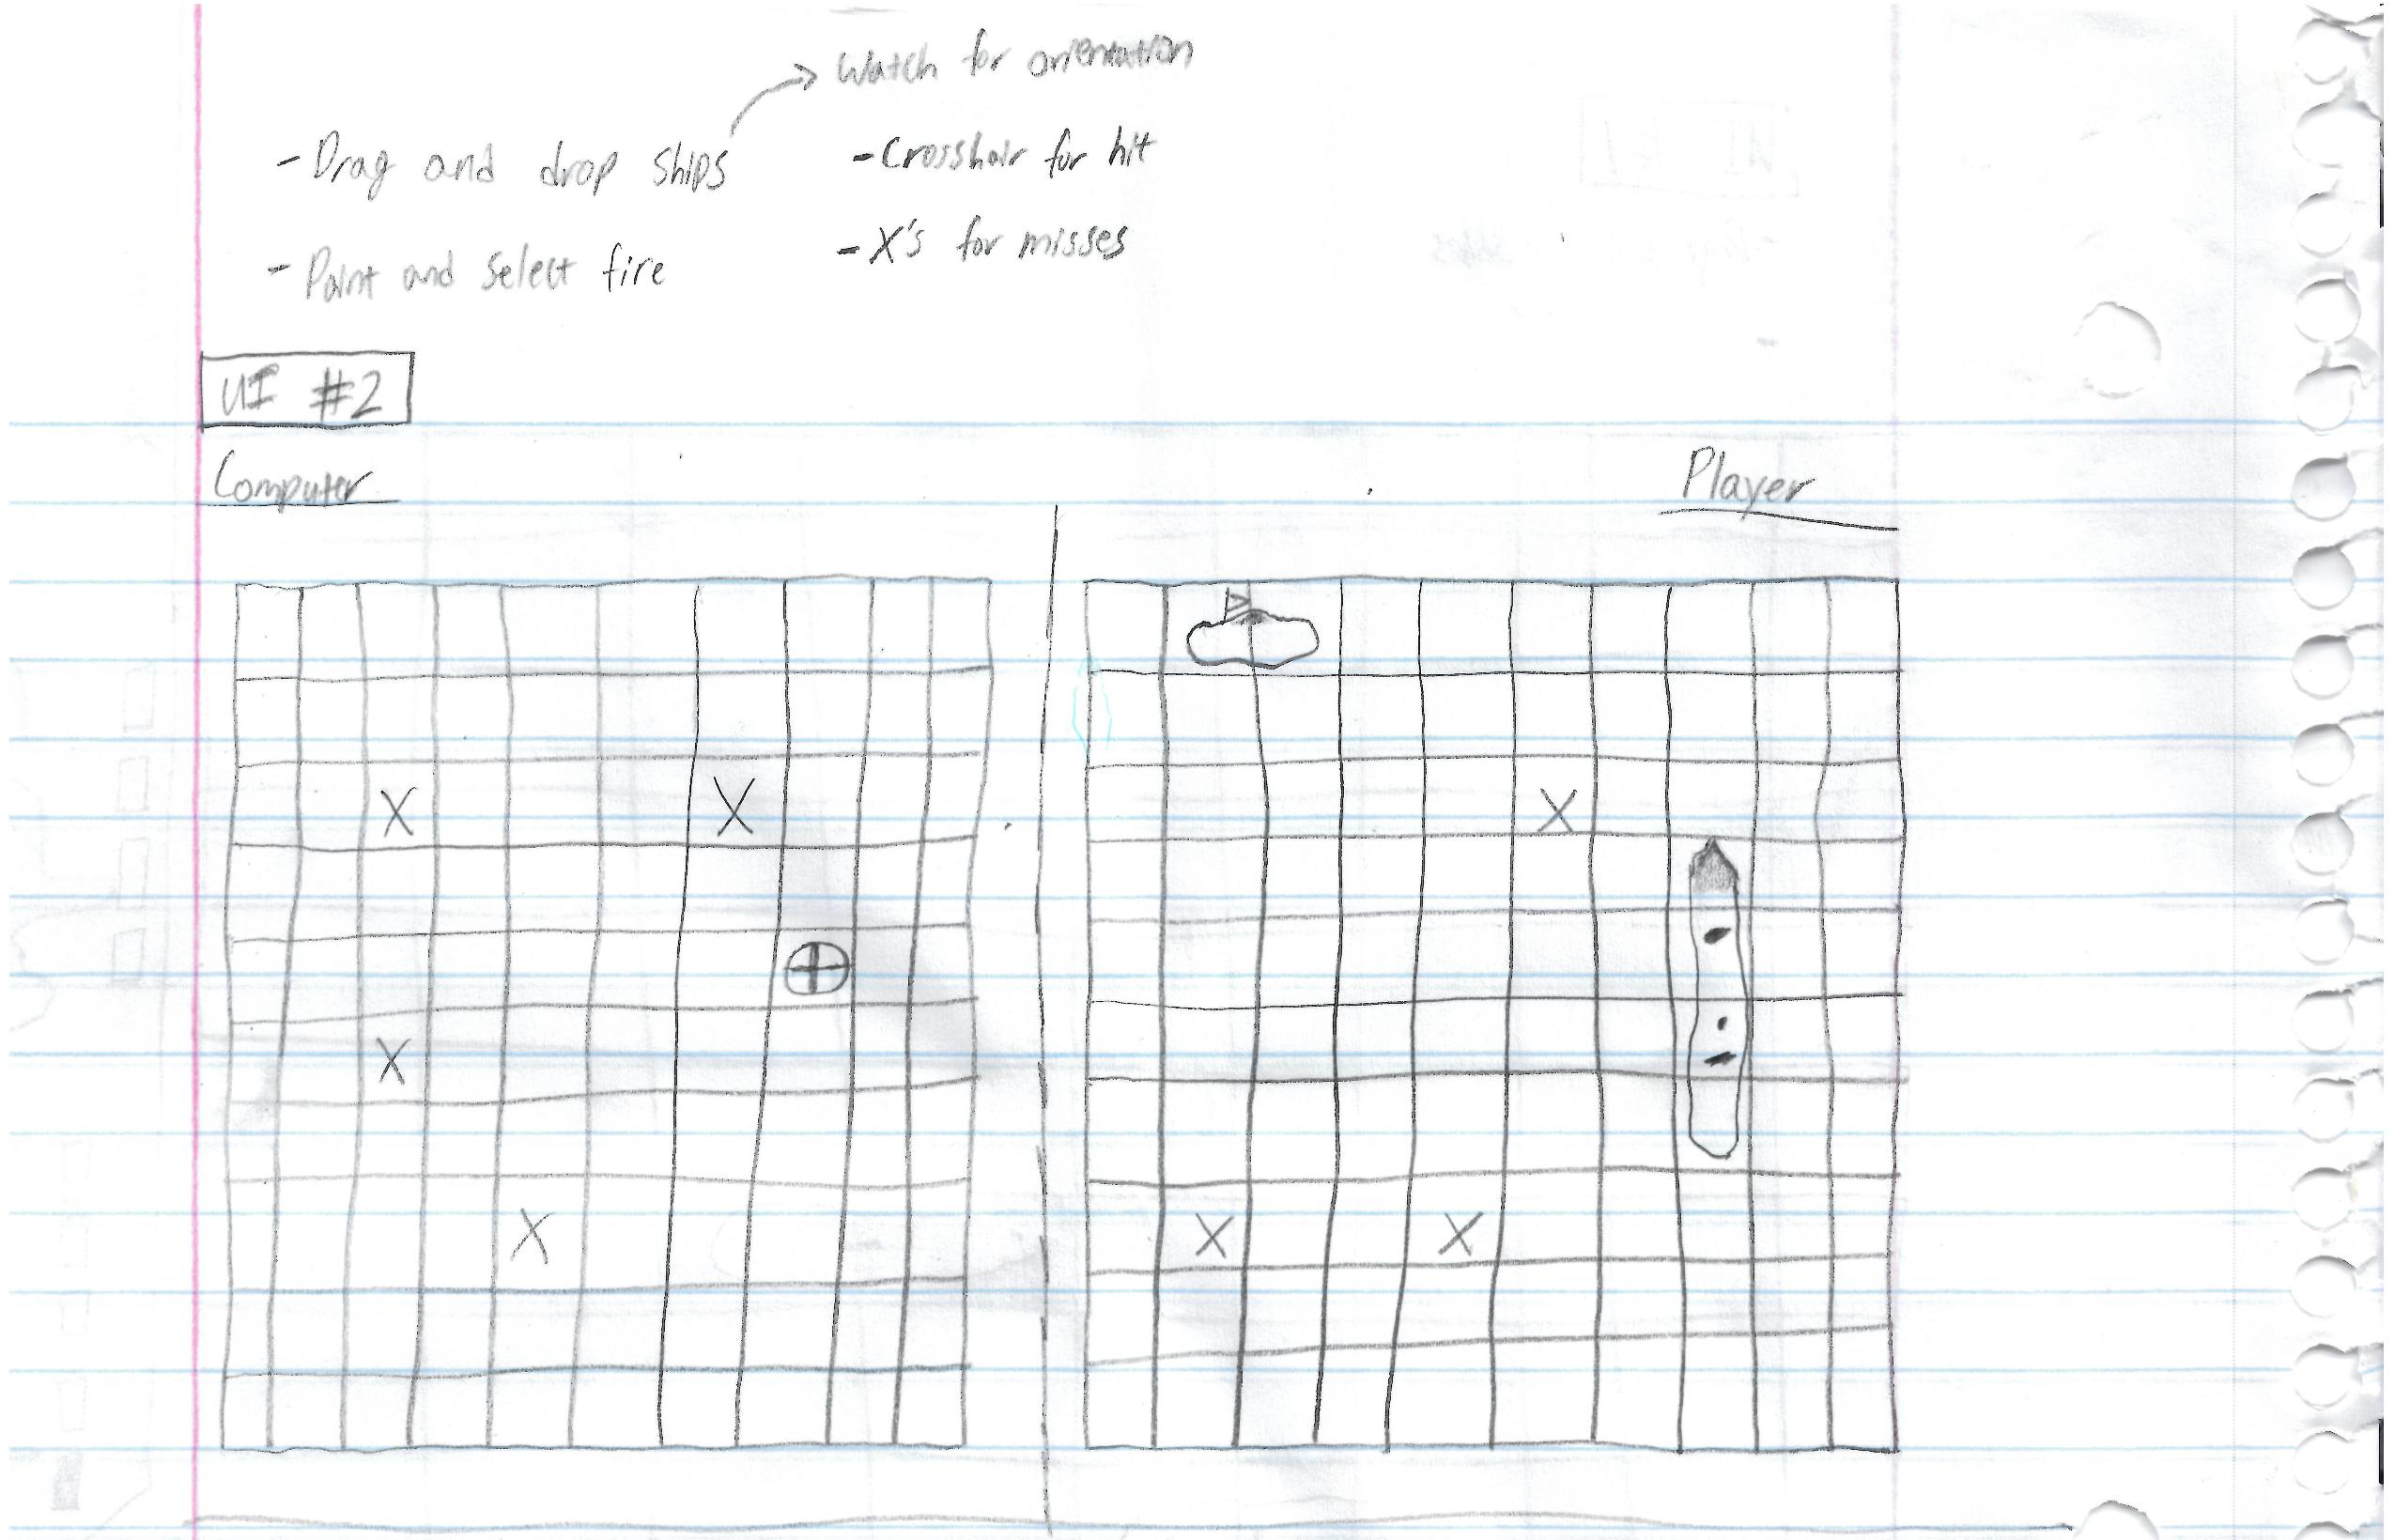 Watch for orientation
- Drag and drop ships
- Crosshair for hit
- Point and select fire
- X's for misses
UI #2
Computer
Player
X
X
X
X
X
X
X